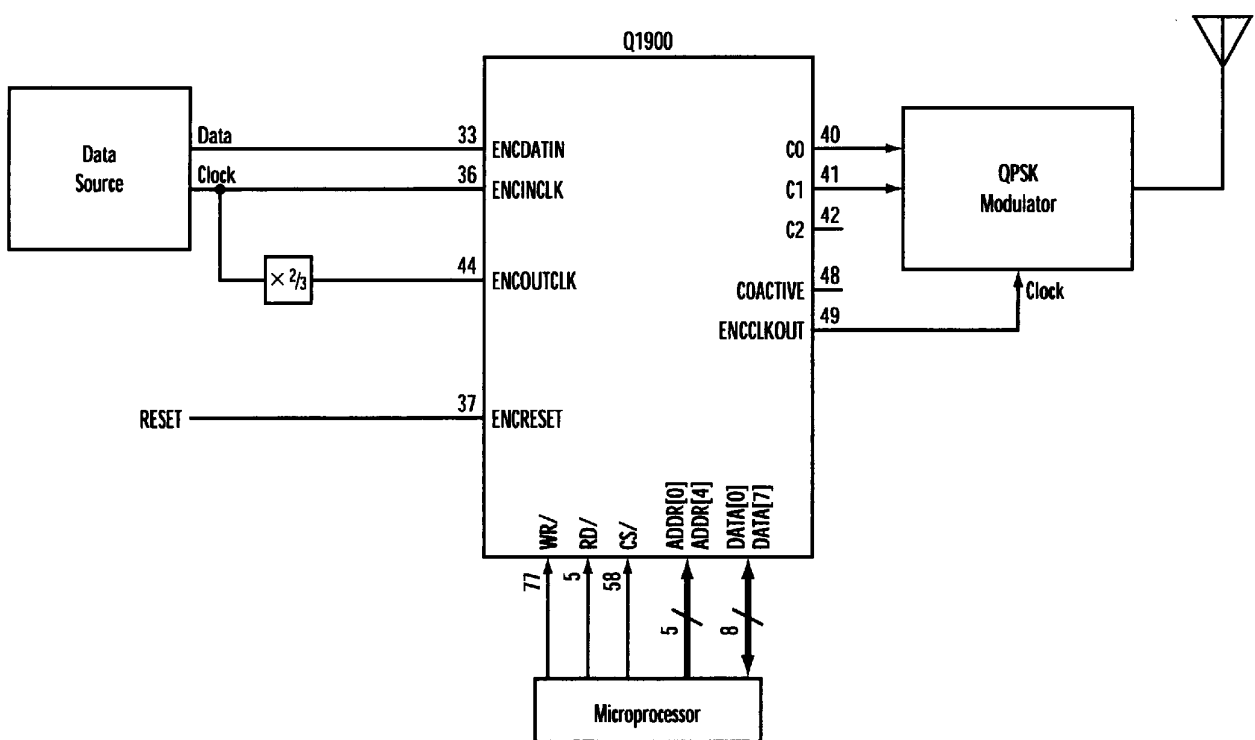 Q1900
Data
Source
Data
Clock
× 2/3
33
36
44
37
RESET
ENCDATIN
ENCINCLK
ENCOUTCLK
ENCRESET
C0
C1
C2
COACTIVE
ENCCLKOUT
40
41
42
48
49
QPSK
Modulator
Clock
WR/
RD/
CS/
ADDR[0]
ADDR[4]
DATA[0]
DATA[7]
77
5
58
5
8
Microprocessor